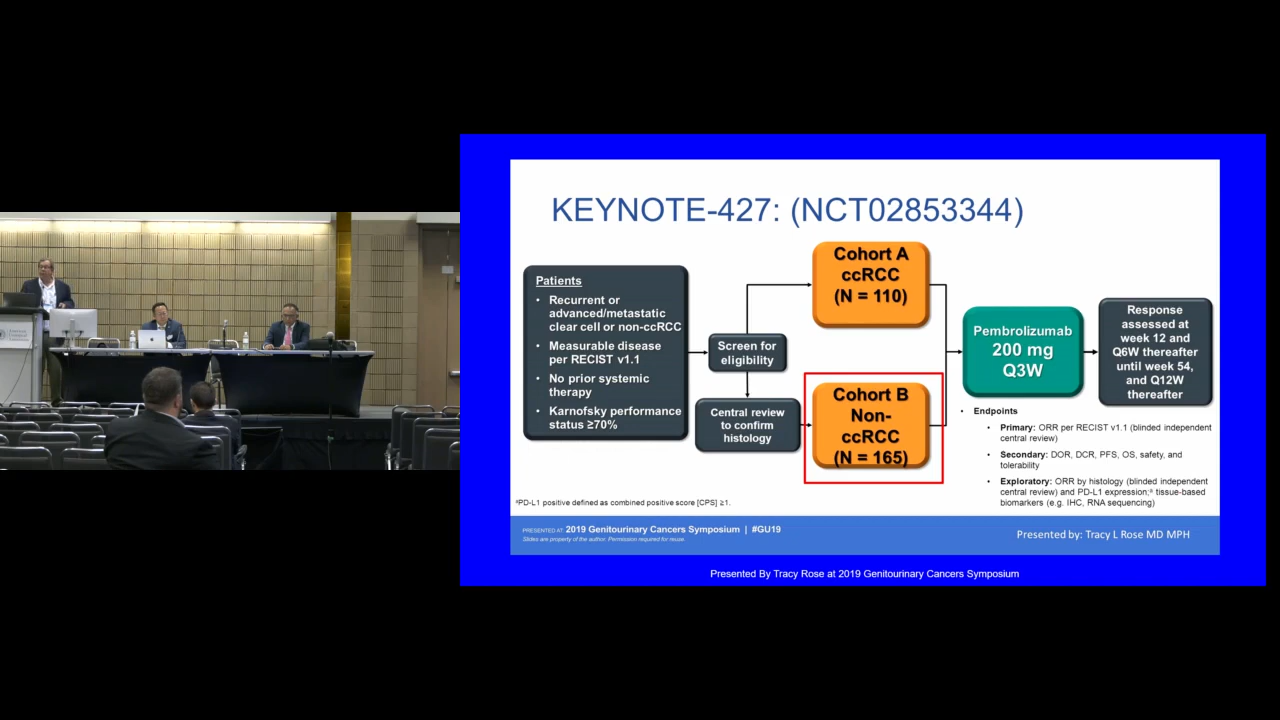 KEYNOTE-427: (NCT02853344)
Patients
• Recurrent or
advanced/metastatic
clear cell or non-ccRCC
• Measurable disease
per RECIST v1.1
• No prior systemic
therapy
• Karnofsky performance
status ≥70%
Screen for
eligibility
Central review
to confirm
histology
Cohort A
ccRCC
(N = 110)
Cohort B
Non-
ccRCC
(N = 165)
Pembrolizumab
200 mg
Q3W
Response
assessed at
week 12 and
Q6W thereafter
until week 54,
and Q12W
thereafter
• Endpoints
• Primary: ORR per RECIST v1.1 (blinded independent
central review)
• Secondary: DOR, DCR, PFS, OS, safety, and
tolerability
• Exploratory: ORR by histology (blinded independent
central review) and PD-L1 expression;ª tissue-based
biomarkers (e.g. IHC, RNA sequencing)
ªPD-L1 positive defined as combined positive score [CPS] ≥1.
PRESENTED AT: 2019 Genitourinary Cancers Symposium | #GU19
Slides are property of the author. Permission required for reuse.
Presented by: Tracy L Rose MD MPH
Presented By Tracy Rose at 2019 Genitourinary Cancers Symposium